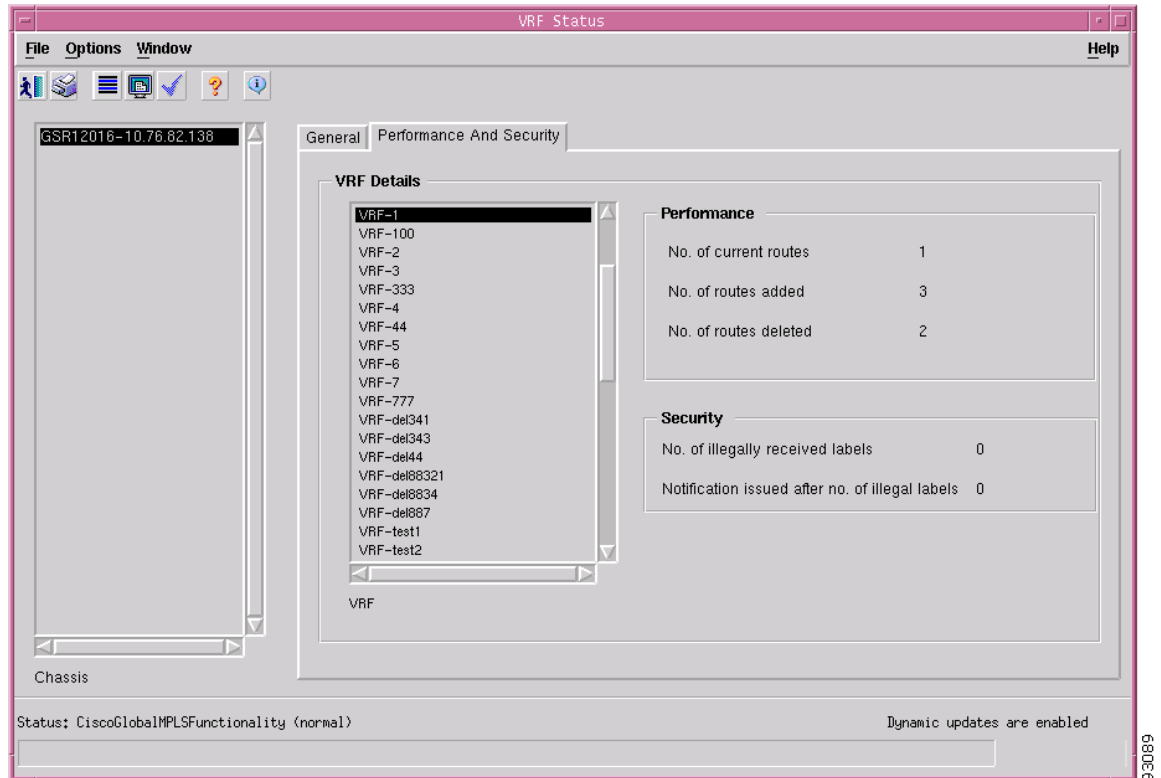 VRF Status
File Options Window Help
GSR12016-10.76.82.138
General Performance And Security
VRF Details
VRF-1
VRF-100
VRF-2
VRF-3
VRF-333
VRF-4
VRF-44
VRF-5
VRF-6
VRF-7
VRF-777
VRF-del341
VRF-del343
VRF-del44
VRF-del88321
VRF-del8834
VRF-del887
VRF-test1
VRF-test2
VRF
Performance
No. of current routes 1
No. of routes added 3
No. of routes deleted 2
Security
No. of illegally received labels 0
Notification issued after no. of illegal labels 0
Chassis
Status: CiscoGlobalMPLSFunctionality (normal)
Dynamic updates are enabled
93089